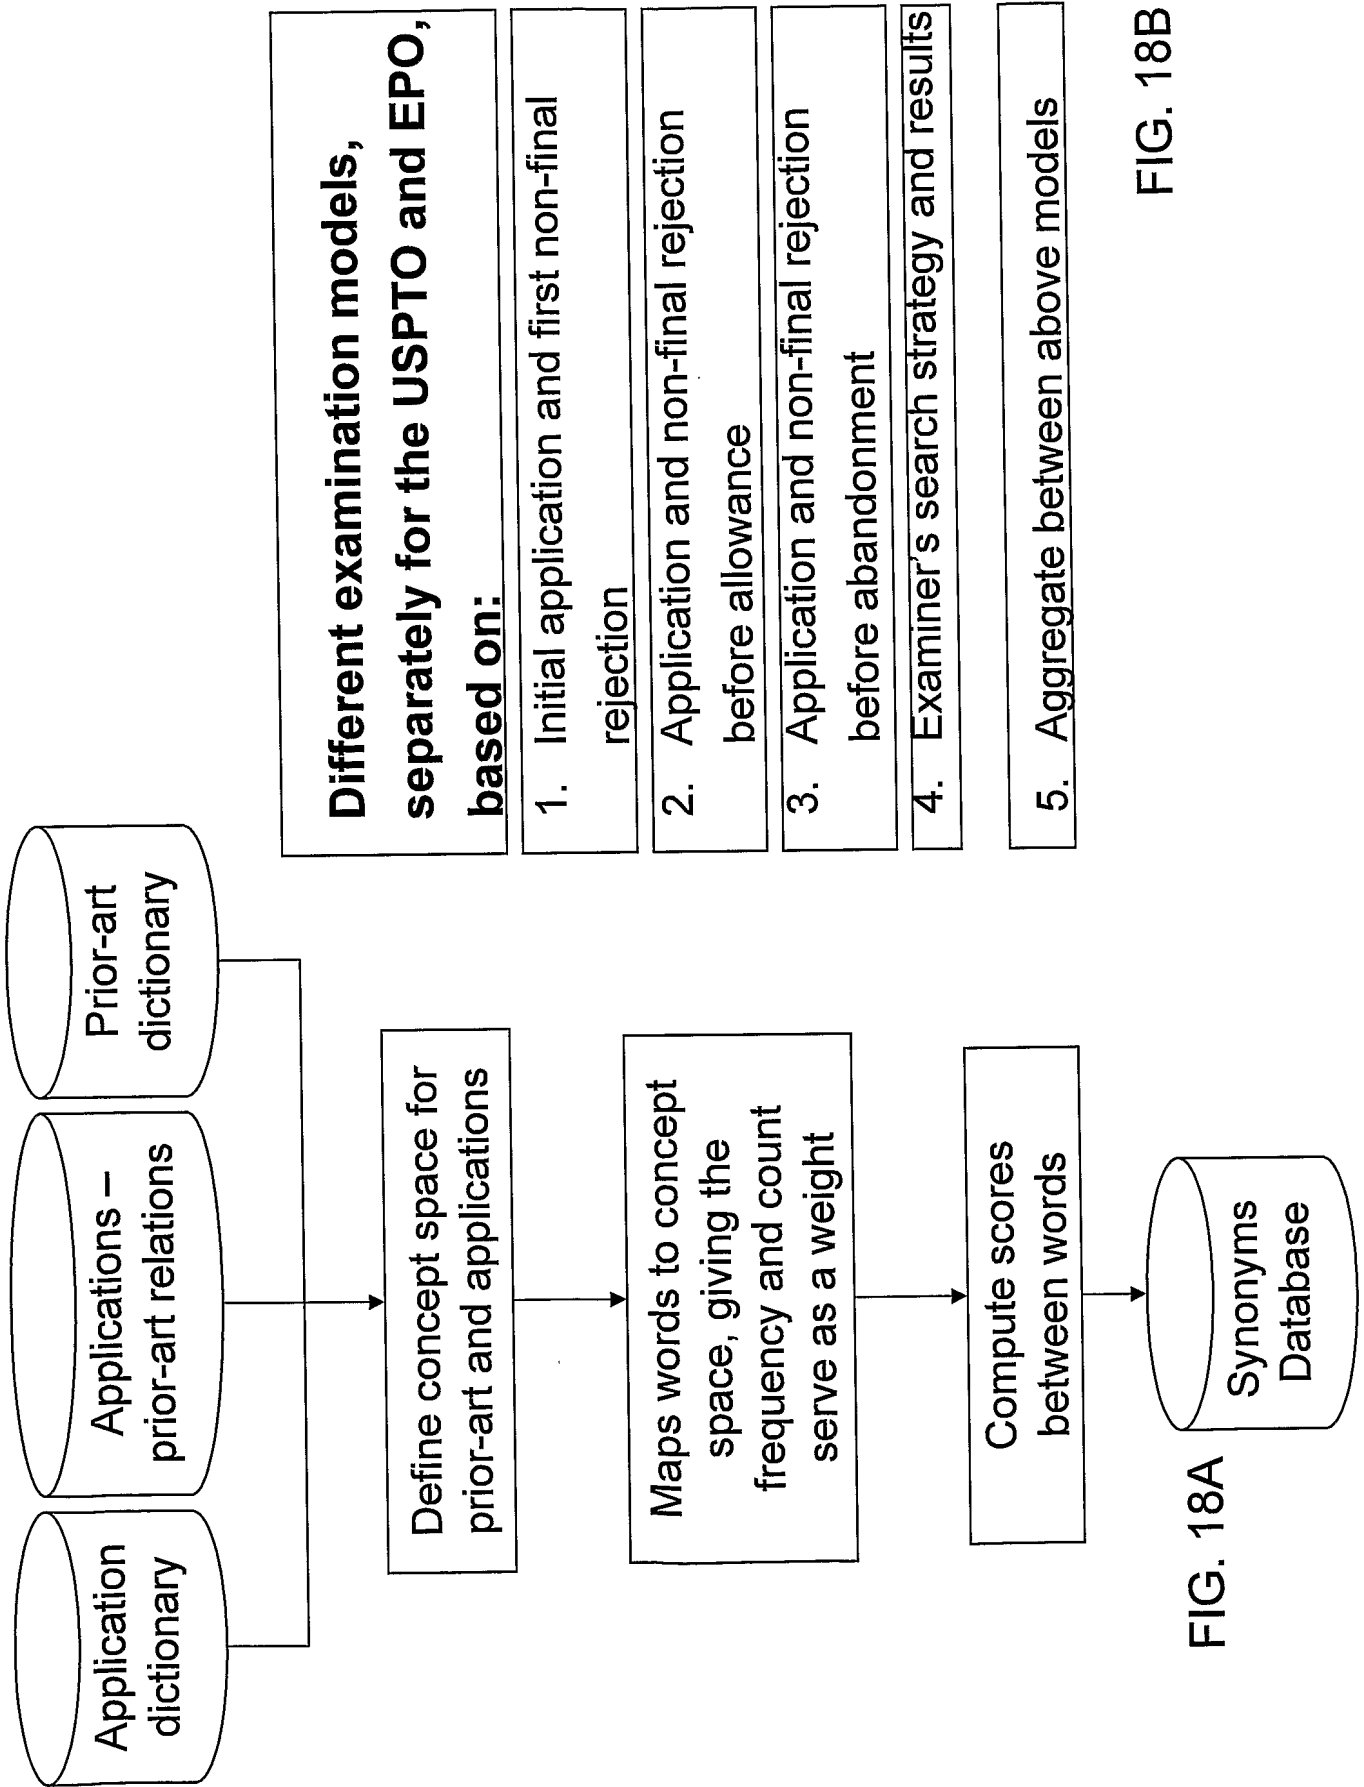 Application
dictionary
Applications –
prior-art relations
Prior-art
dictionary
Define concept space for
prior-art and applications
Maps words to concept
space, giving the
frequency and count
serve as a weight
Compute scores
between words
Synonyms
Database
FIG. 18A
Different examination models,
separately for the USPTO and EPO,
based on:
1. Initial application and first non-final
rejection
2. Application and non-final rejection
before allowance
3. Application and non-final rejection
before abandonment
4. Examiner's search strategy and results
5. Aggregate between above models
FIG. 18B